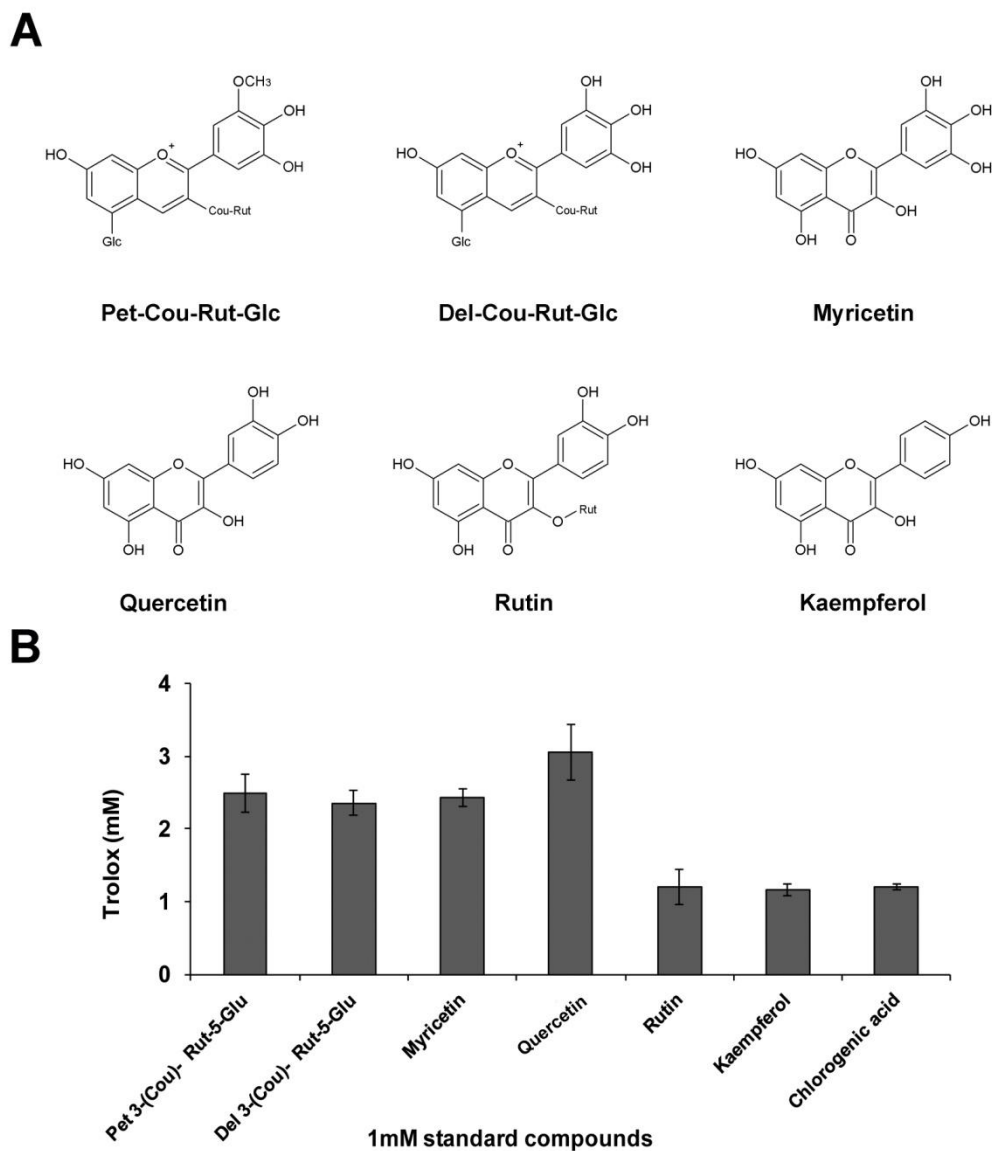 A
OCH3
OH
HO
O+
OH
Cou-Rut
Glc
Pet-Cou-Rut-Glc
OH
OH
HO
O+
OH
Cou-Rut
Glc
Del-Cou-Rut-Glc
OH
OH
HO
O
OH
OH
OH
O
Myricetin
OH
OH
HO
O
OH
OH
O
Quercetin
OH
OH
HO
O
O
Rut
OH
O
Rutin
OH
HO
O
OH
OH
O
Kaempferol
B
Trolox (mM)
4
3
2
1
0
Pet 3-(Cou)- Rut-5-Glu
Del 3-(Cou)- Rut-5-Glu
Myricetin
Quercetin
Rutin
Kaempferol
Chlorogenic acid
1mM standard compounds